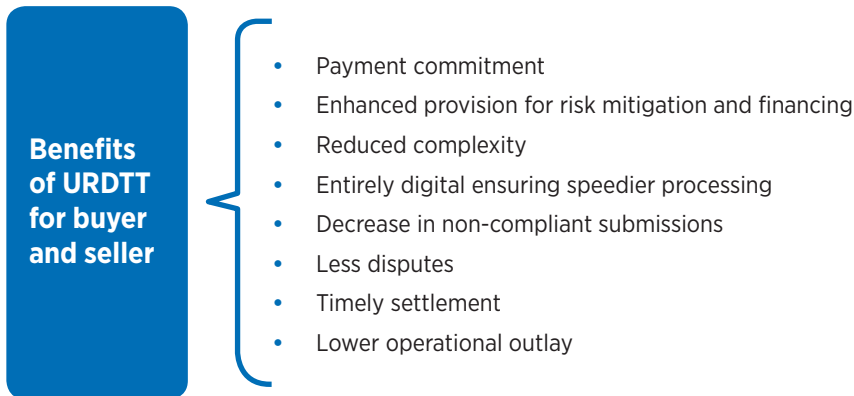 Benefits
of URDTT
for buyer
and seller
• Payment commitment
• Enhanced provision for risk mitigation and financing
• Reduced complexity
• Entirely digital ensuring speedier processing
• Decrease in non-compliant submissions
• Less disputes
• Timely settlement
• Lower operational outlay